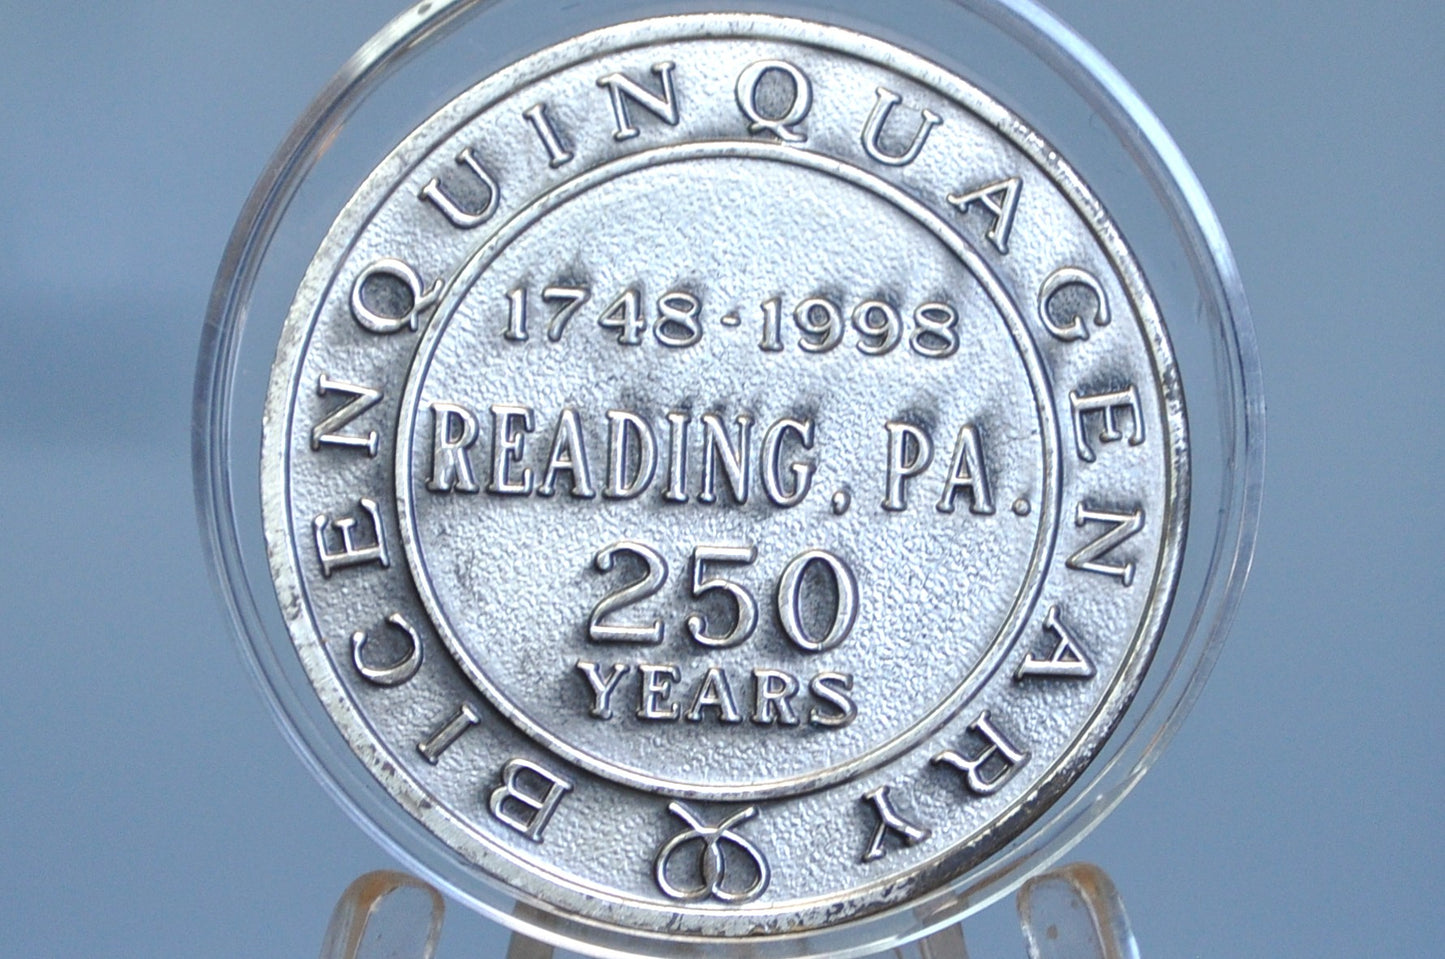 BICENQUINQUAGENARY
1748-1998
READING, PA.
250
YEARS